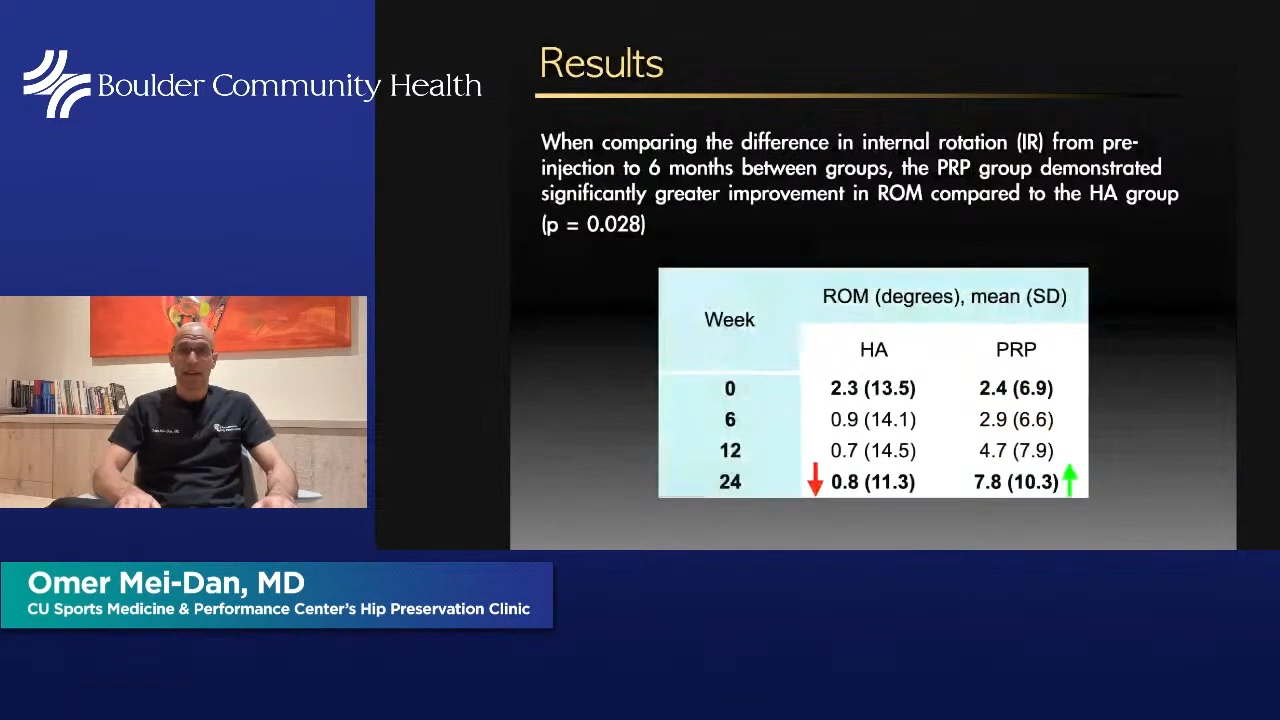 Boulder Community Health
Results
When comparing the difference in internal rotation (IR) from pre-
injection to 6 months between groups, the PRP group demonstrated
significantly greater improvement in ROM compared to the HA group
(p = 0.028)
Week
ROM (degrees), mean (SD)
HA PRP
0 2.3 (13.5) 2.4 (6.9)
6 0.9 (14.1) 2.9 (6.6)
12 0.7 (14.5) 4.7 (7.9)
24 0.8 (11.3) 7.8 (10.3)
Omer Mei-Dan, MD
CU Sports Medicine & Performance Center's Hip Preservation Clinic